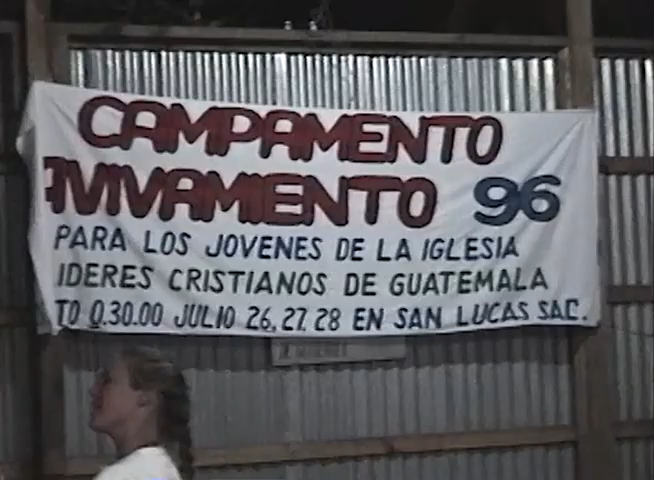 CAMPAMENTO
AVIVAMIENTO 96
PARA LOS JOVENES DE LA IGLESIA
IDERES CRISTIANOS DE GUATEMALA
TO Q.30.00 JULIO 26, 27, 28 EN SAN LUCAS SAC.